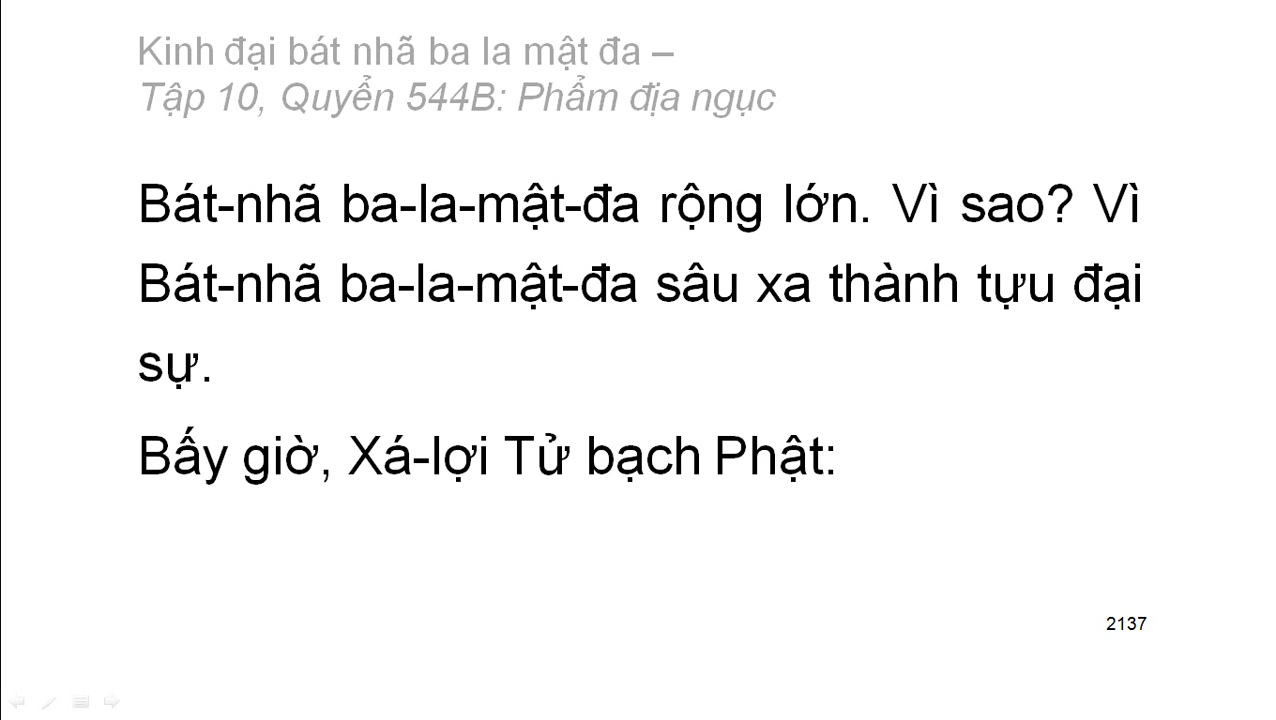 Kinh đại bát nhã ba la mật đa –
Tập 10, Quyển 544B: Phẩm địa ngục
Bát-nhã ba-la-mật-đa rộng lớn. Vì sao? Vì
Bát-nhã ba-la-mật-đa sâu xa thành tựu đại
sự.
Bấy giờ, Xá-lợi Tử bạch Phật:
2137